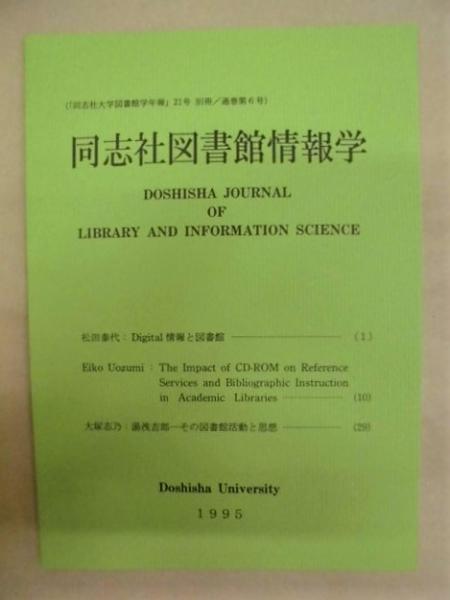 (「同志社大学図書館学年報」21号 別冊／通巻第6号)
同志社図書館情報学
DOSHISHA JOURNAL
OF
LIBRARY AND INFORMATION SCIENCE
松田泰代：Digital 情報と図書館 (1)
Eiko Uozumi : The Impact of CD-ROM on Reference
Services and Bibliographic Instruction
in Academic Libraries (10)
大塚志乃：湯浅吉郎—その図書館活動と思想 (29)
Doshisha University
1995